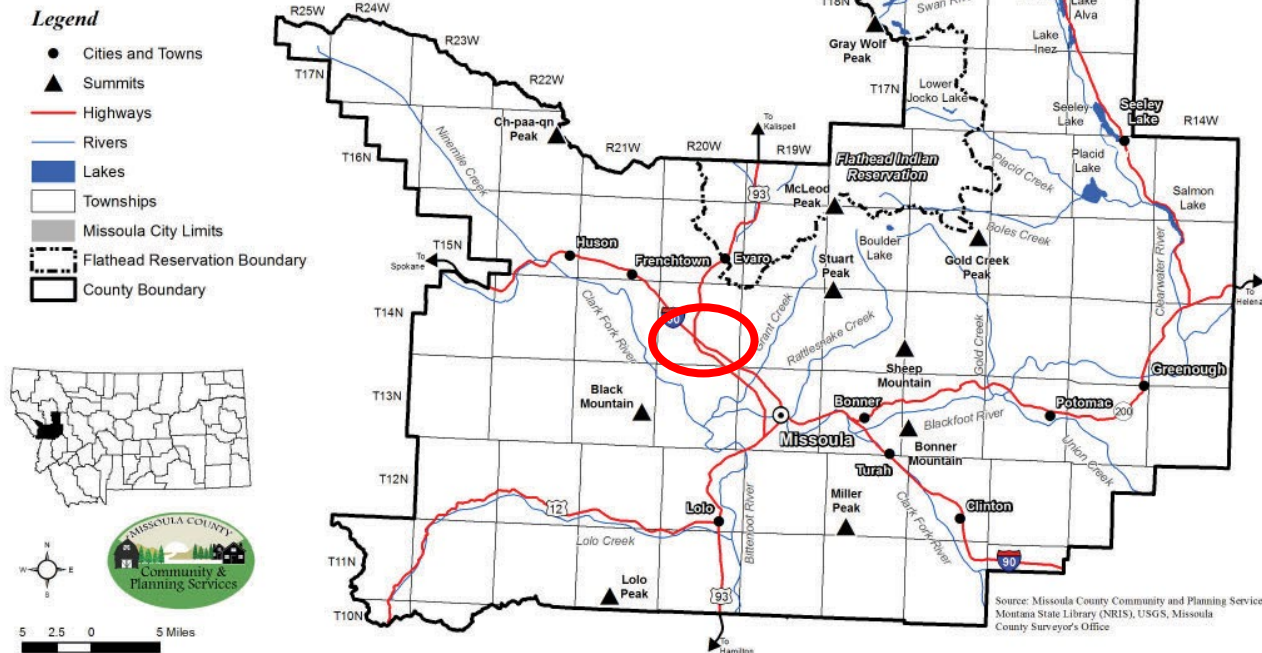 Legend
Cities and Towns
Summits
Highways
Rivers
Lakes
Townships
Missoula City Limits
Flathead Reservation Boundary
County Boundary
R25W
R24W
R23W
R22W
R21W
R20W
R19W
R14W
T18N
T17N
T17N
T16N
T15N
T14N
T13N
T12N
T11N
T10N
Swan River
Lake
Alva
Lake
Inez
Gray Wolf
Peak
Lower
Jocko Lake
Seeley
Lake
Seeley
Lake
Placid
Lake
Placid Creek
Salmon
Lake
To
Kalispell
Ch-paa-qn
Peak
Ninemile Creek
93
Flathead Indian
Reservation
McLeod
Peak
Boles Creek
Boulder
Lake
Gold Creek
Peak
Clearwater River
To
Spokane
Huson
Frenchtown
Evaro
Stuart
Peak
To
Helena
Clark Fork River
90
Grant Creek
Rattlesnake Creek
Gold Creek
Sheep
Mountain
Greenough
Black
Mountain
Bonner
Potomac
200
Missoula
Blackfoot River
Bonner
Mountain
Union Creek
Turah
12
Lolo
Bitterroot River
Miller
Peak
Clark Fork River
Clinton
Lolo Creek
90
Lolo
Peak
93
To
Hamilton
MISSOULA COUNTY
Community &
Planning Services
N
W
E
S
5 2.5 0 5 Miles
Source: Missoula County Community and Planning Service
Montana State Library (NRIS), USGS, Missoula
County Surveyor's Office